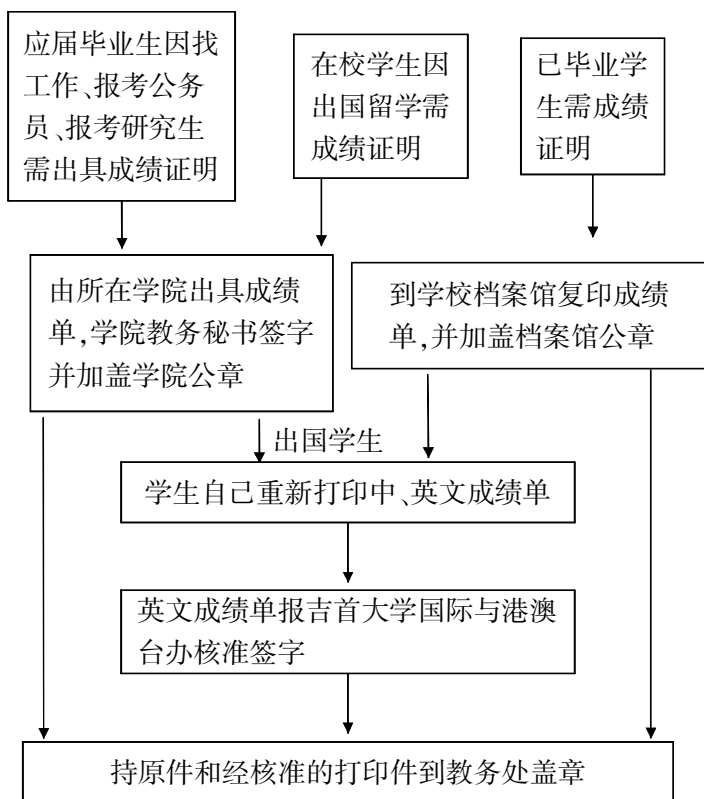 应届毕业生因找
工作、报考公务
员、报考研究生
需出具成绩证明
在校学生因
出国留学需
成绩证明
已毕业学
生需成绩
证明
由所在学院出具成绩
单,学院教务秘书签字
并加盖学院公章
到学校档案馆复印成绩
单,并加盖档案馆公章
出国学生
学生自己重新打印中、英文成绩单
英文成绩单报吉首大学国际与港澳
台办核准签字
持原件和经核准的打印件到教务处盖章